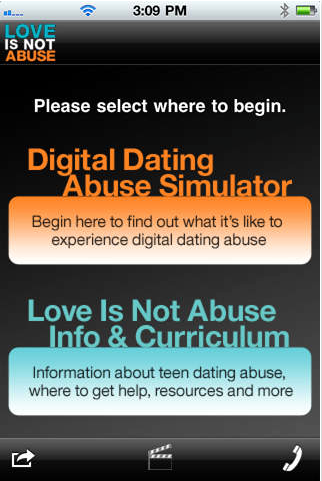 3:09 PM
LOVE
IS NOT
ABUSE
Please select where to begin.
Digital Dating
Abuse Simulator
Begin here to find out what it's like to
experience digital dating abuse
Love Is Not Abuse
Info & Curriculum
Information about teen dating abuse,
where to get help, resources and more